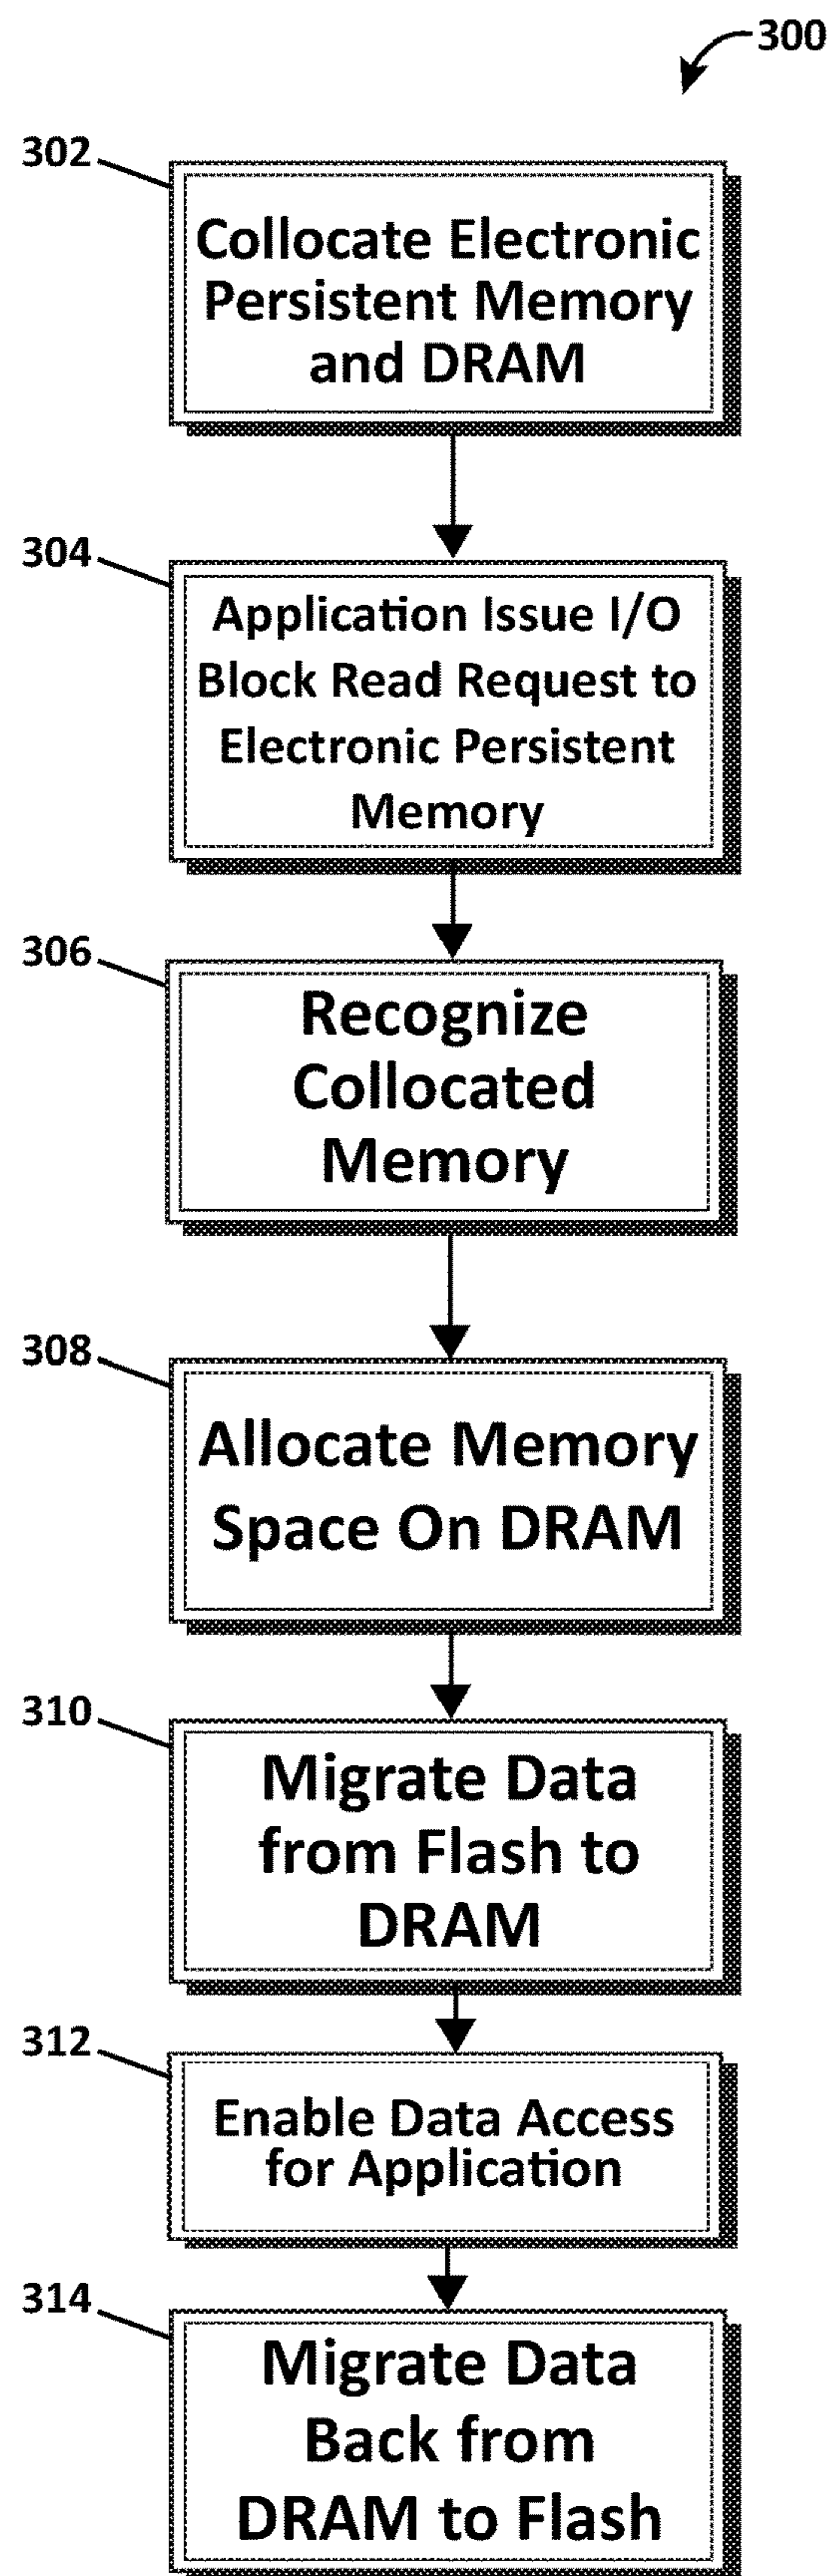 300
302
Collocate Electronic
Persistent Memory
and DRAM
304
Application Issue I/O
Block Read Request to
Electronic Persistent
Memory
306
Recognize
Collocated
Memory
308
Allocate Memory
Space On DRAM
310
Migrate Data
from Flash to
DRAM
312
Enable Data Access
for Application
314
Migrate Data
Back from
DRAM to Flash